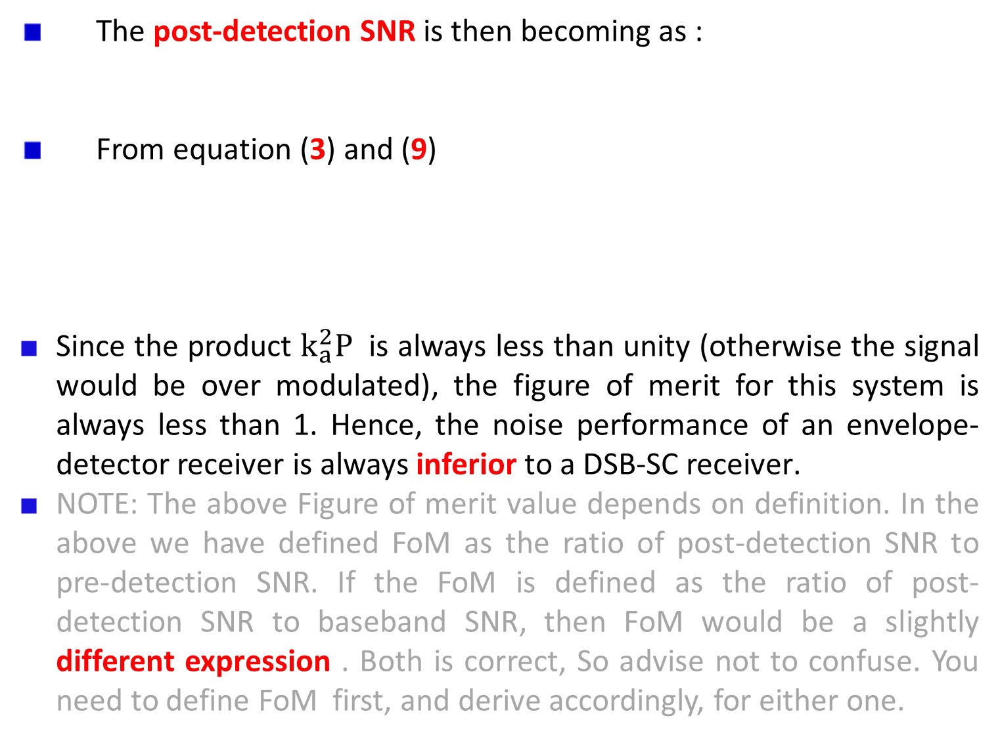 The post-detection SNR is then becoming as :
From equation (3) and (9)
Since the product k²ₐP is always less than unity (otherwise the signal
would be over modulated), the figure of merit for this system is
always less than 1. Hence, the noise performance of an envelope-
detector receiver is always inferior to a DSB-SC receiver.
NOTE: The above Figure of merit value depends on definition. In the
above we have defined FoM as the ratio of post-detection SNR to
pre-detection SNR. If the FoM is defined as the ratio of post-
detection SNR to baseband SNR, then FoM would be a slightly
different expression . Both is correct, So advise not to confuse. You
need to define FoM first, and derive accordingly, for either one.